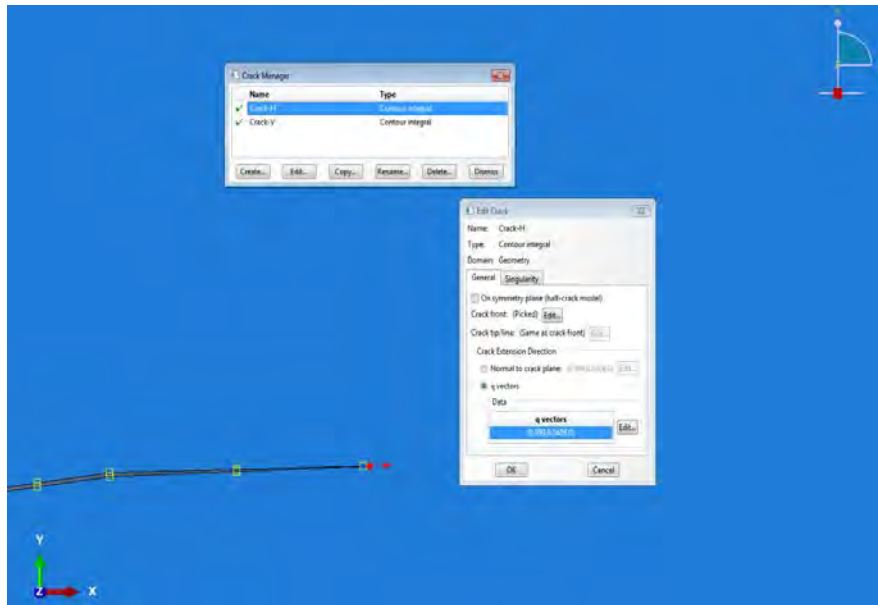 Crack Manager
Name Type
Crack-H Contour integral
Crack-V Contour integral
Create... Edit... Copy... Rename... Delete... Dismiss
Edit Crack
Name: Crack-H
Type: Contour integral
Domain: Geometry
General Singularity
On symmetry plane (half-crack model)
Crack front: (Picked) Edit...
Crack tip/line: (Same as crack front) Edit...
Crack Extension Direction
Normal to crack plane: Edit...
q vectors
Data
q vectors
Edit...
OK Cancel
Y
Z X